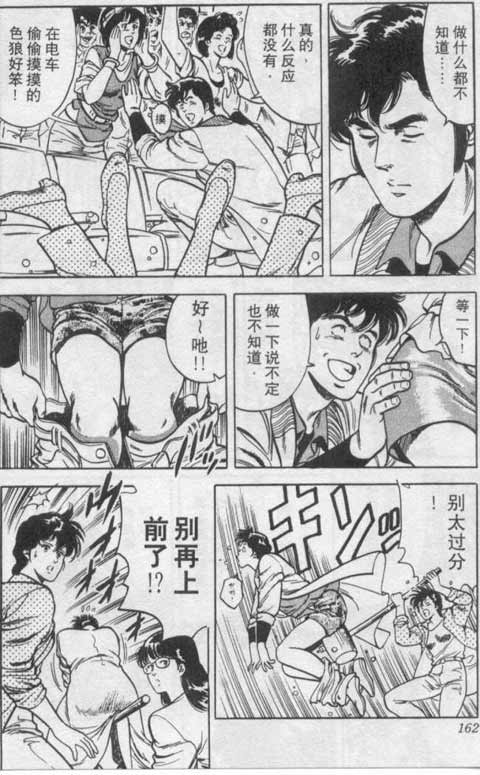 做什么都不
知道……
真的,
什么反应
都没有.
摸
在电车
偷偷摸摸的
色狼好笨!
等一下!
做一下说不定
也不知道.
好~吔!!
别太过分.
!
别再上
前了!?
162